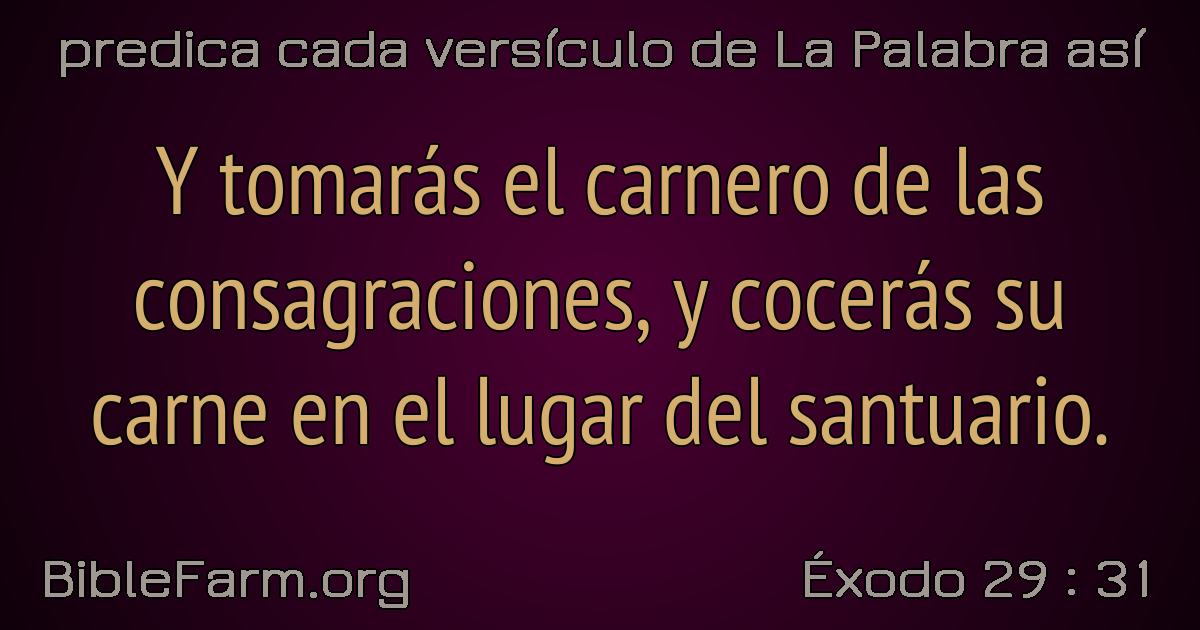 predica cada versículo de La Palabra así
Y tomarás el carnero de las
consagraciones, y cocerás su
carne en el lugar del santuario.
BibleFarm.org
Éxodo 29 : 31